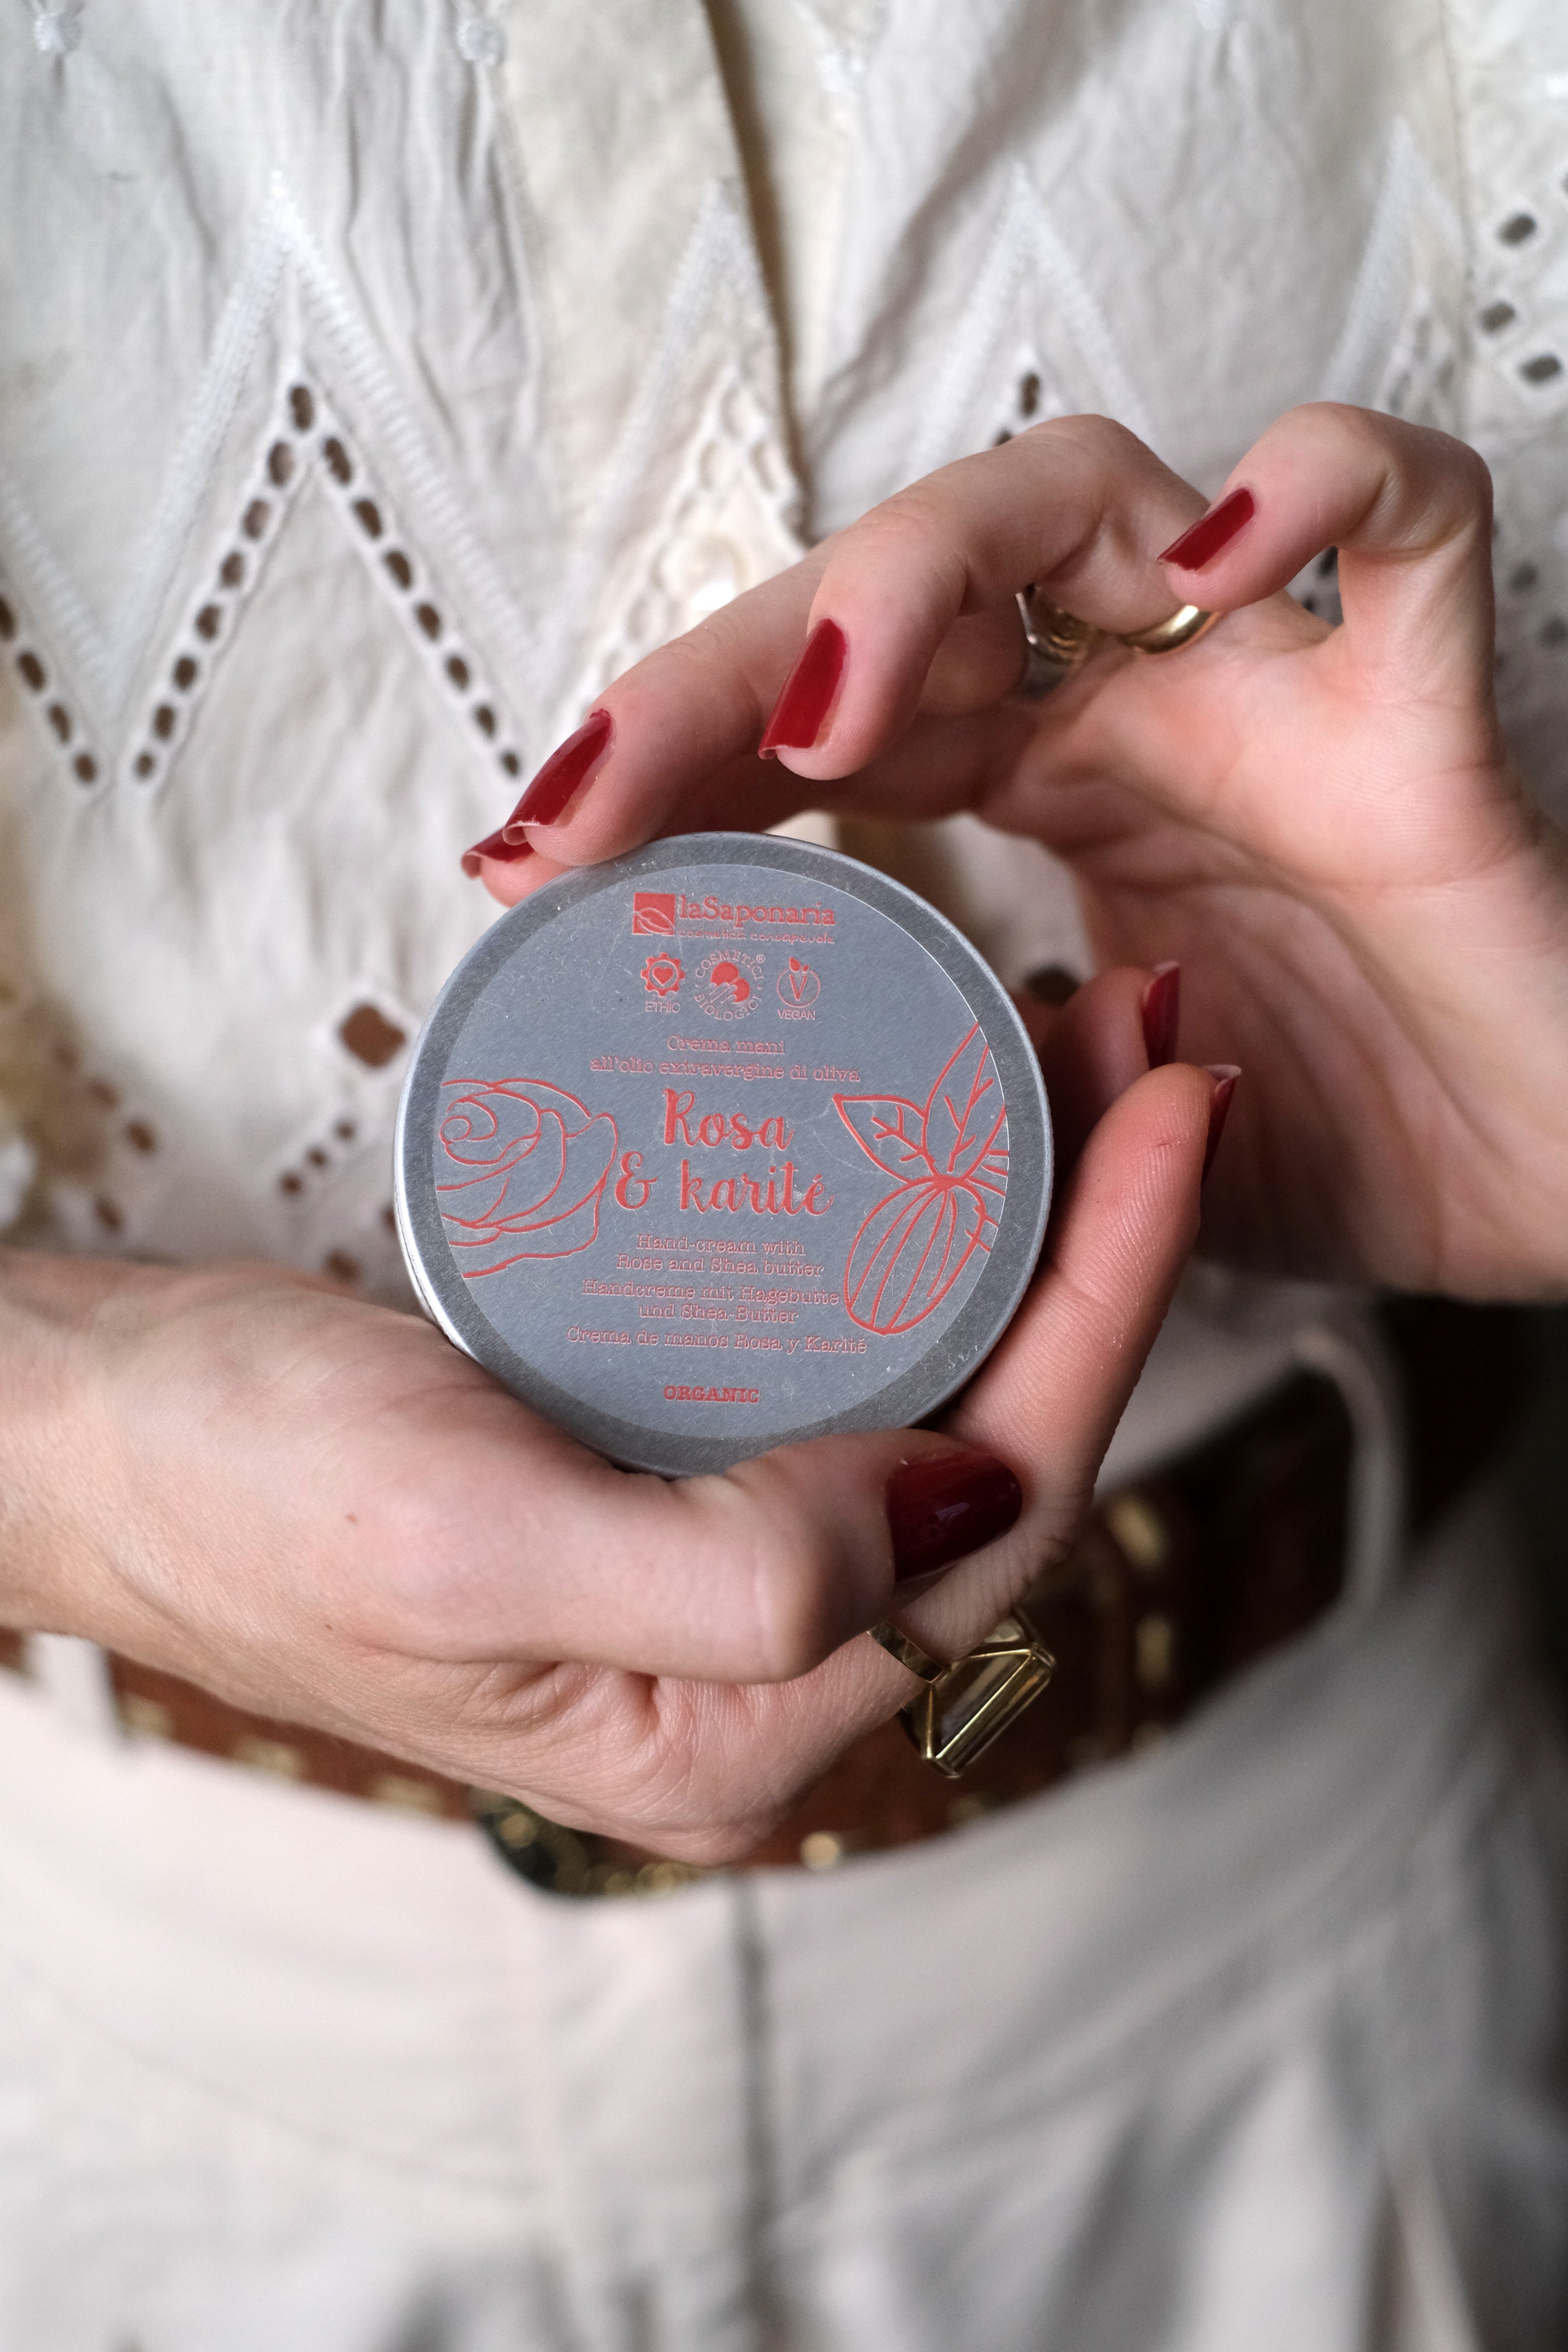 laSaponaria
cosmetica consapevole
ETHIC
COSMETICI BIOLOGICI ®
VEGAN
Crema mani
all'olio extravergine di oliva
Rosa
& karité
Hand-cream with
Rose and Shea butter
Handcreme mit Hagebutte
und Shea-Butter
Crema de manos Rosa y Karité
ORGANIC